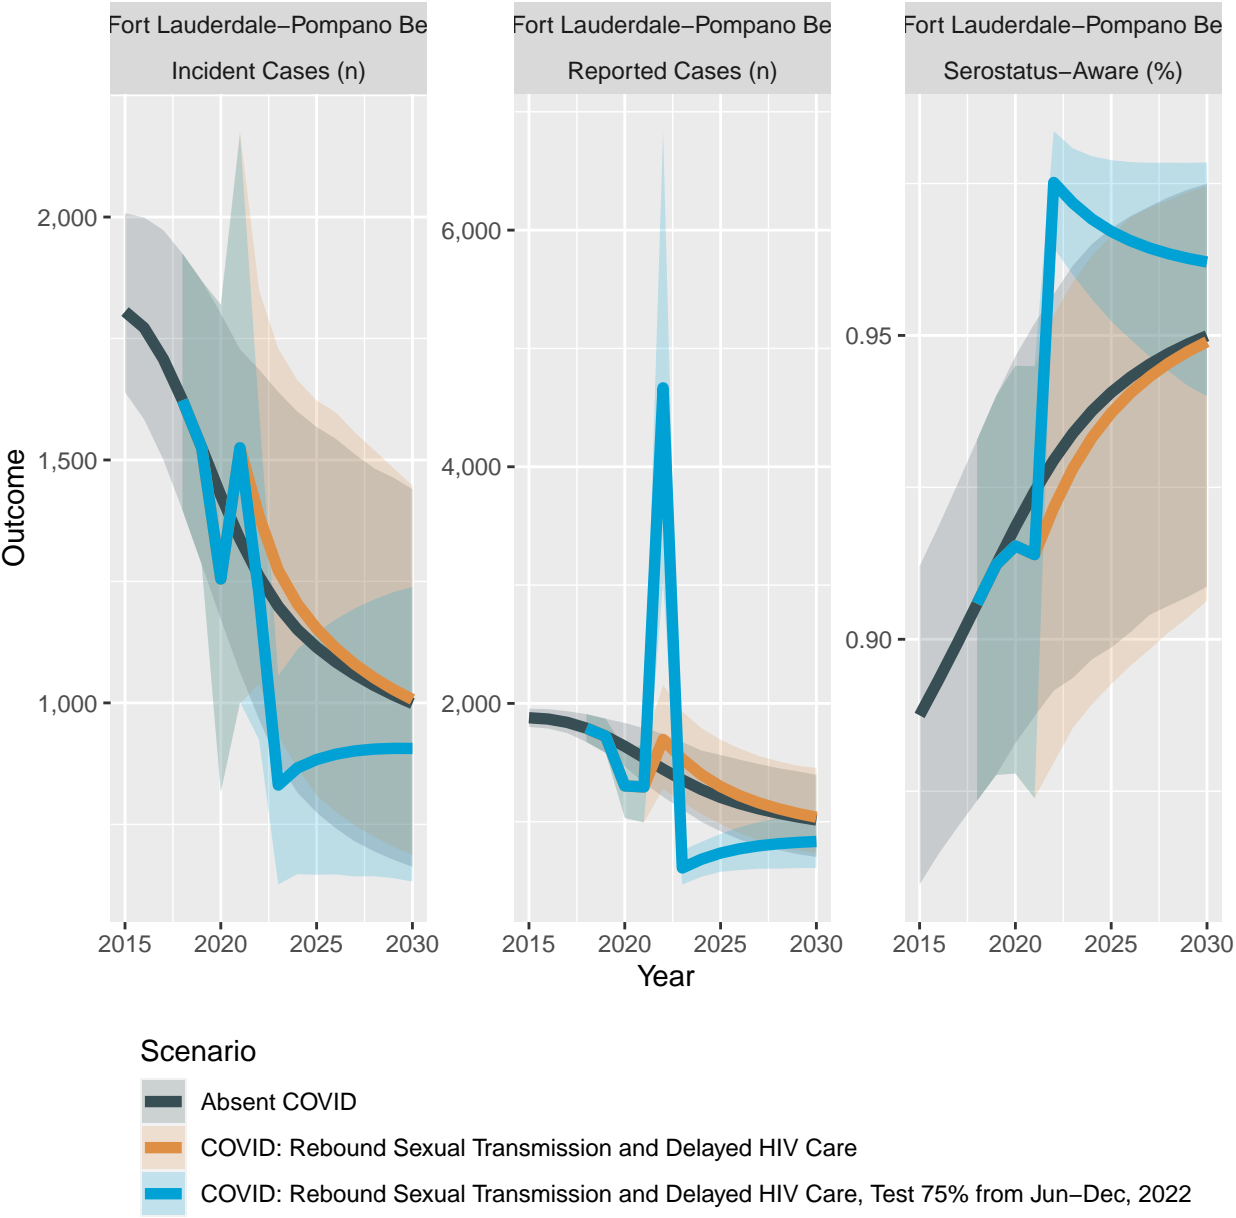 Fort Lauderdale−Pompano Be
Fort Lauderdale−Pompano Be
Fort Lauderdale−Pompano Be
Incident Cases (n)
Reported Cases (n)
Serostatus−Aware (%)
Outcome
2,000
1,500
1,000
6,000
4,000
2,000
0.95
0.90
2015 2020 2025 2030
2015 2020 2025 2030
2015 2020 2025 2030
Year
Scenario
Absent COVID
COVID: Rebound Sexual Transmission and Delayed HIV Care
COVID: Rebound Sexual Transmission and Delayed HIV Care, Test 75% from Jun−Dec, 2022